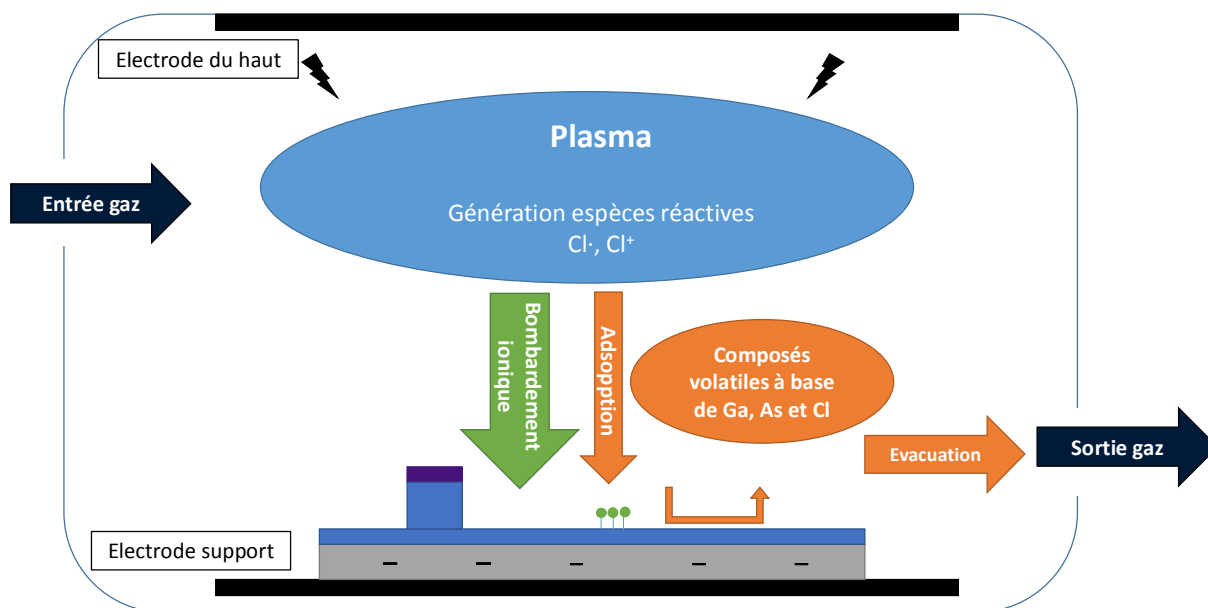 Electrode du haut
Plasma
Entrée gaz
Génération espèces réactives
Cl·, Cl⁺
Bombardement
ionique
Adsopption
Composés
volatiles à base
de Ga, As et Cl
Evacuation
Sortie gaz
Electrode support